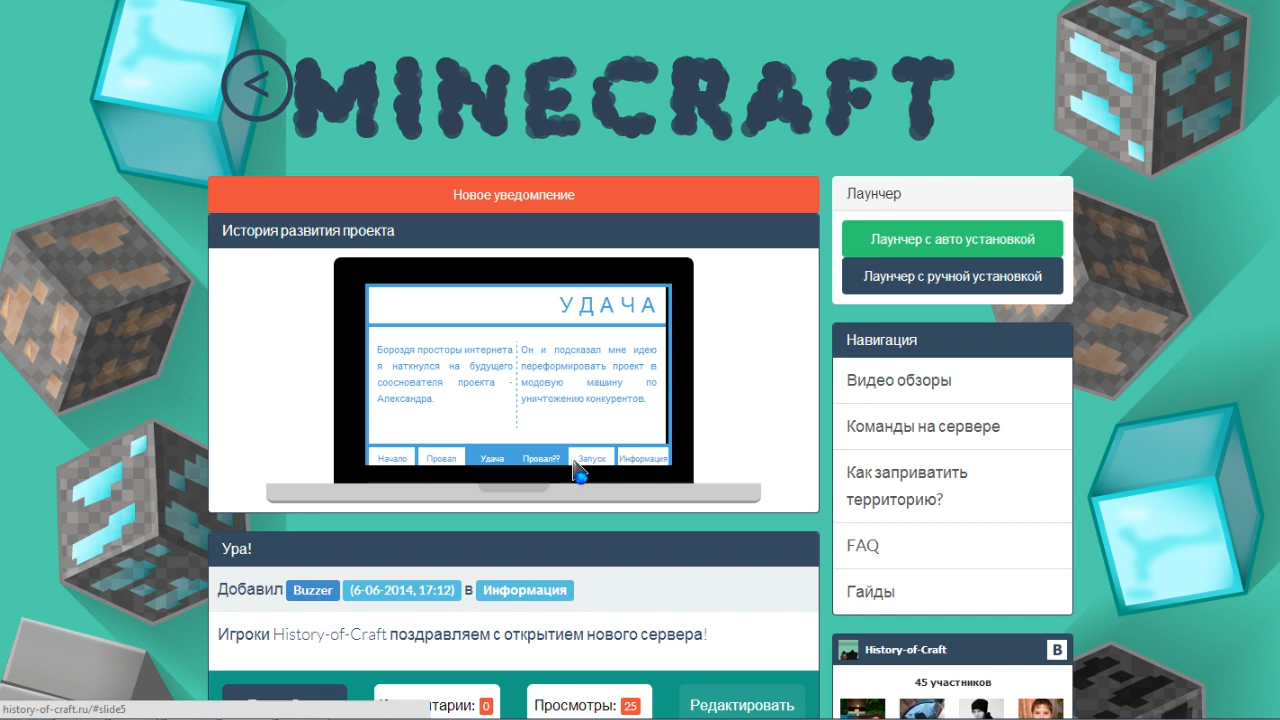 <MINECRAFT
Новое уведомление
История развития проекта
УДАЧА
Бороздя просторы интернета
я наткнулся на будущего
сооснователя проекта -
Александра.
Он и подсказал мне идею
переформировать проект в
модовую машину по
уничтожению конкурентов.
Начало Провал Удача Провал?? Запуск Информация
Ура!
Добавил Buzzer (6-06-2014, 17:12) в Информация
Игроки History-of-Craft поздравляем с открытием нового сервера!
Просмотры: 25
Редактировать
Лаунчер
Лаунчер с авто установкой
Лаунчер с ручной установкой
Навигация
Видео обзоры
Команды на сервере
Как заприватить
территорию?
FAQ
Гайды
History-of-Craft B
45 участников
history-of-craft.ru/#slide5